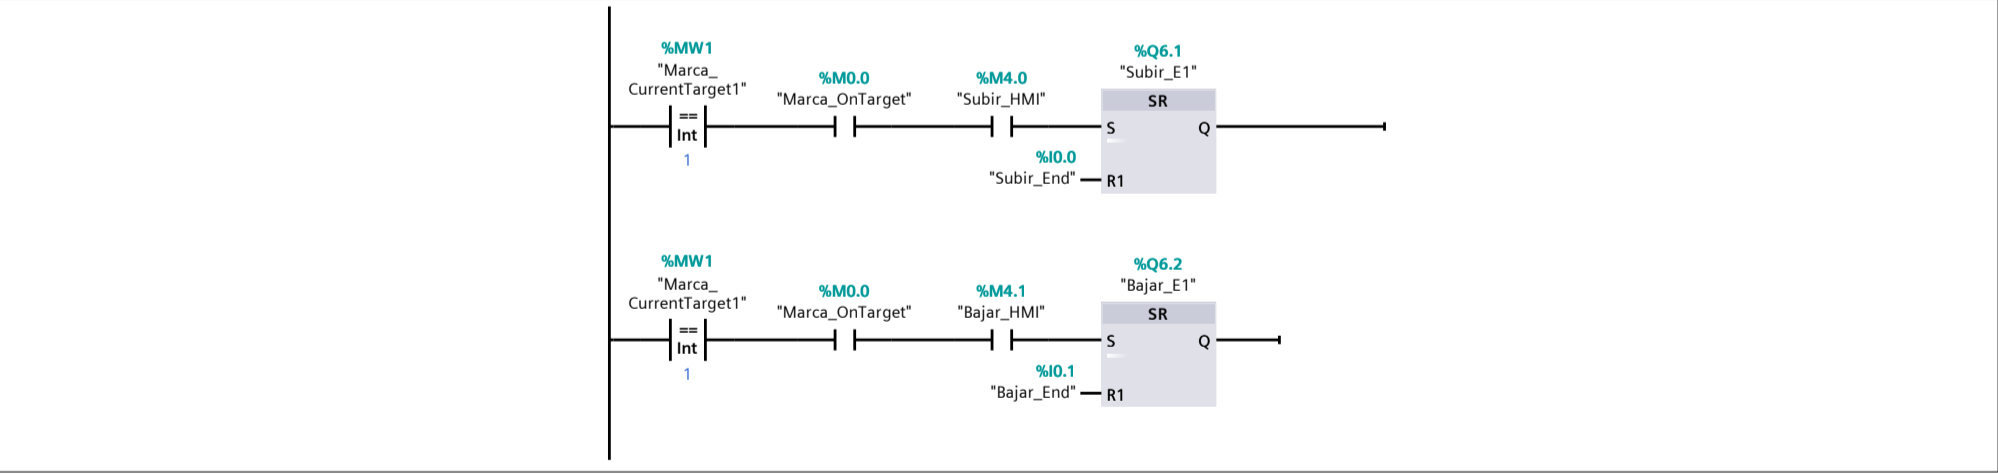 %MW1
"Marca_
CurrentTarget1"
==
Int
1
%M0.0
"Marca_OnTarget"
%M4.0
"Subir_HMI"
%Q6.1
"Subir_E1"
SR
S
Q
%I0.0
"Subir_End"
R1
%MW1
"Marca_
CurrentTarget1"
==
Int
1
%M0.0
"Marca_OnTarget"
%M4.1
"Bajar_HMI"
%Q6.2
"Bajar_E1"
SR
S
Q
%I0.1
"Bajar_End"
R1